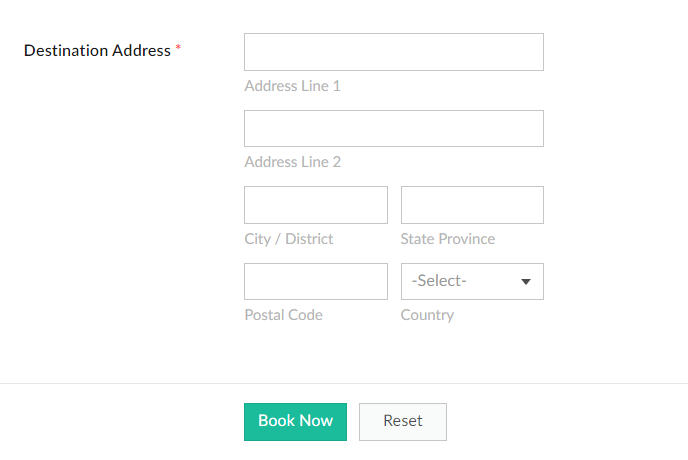 Destination Address *
Address Line 1
Address Line 2
City / District State Province
-Select-
Postal Code Country
Book Now Reset